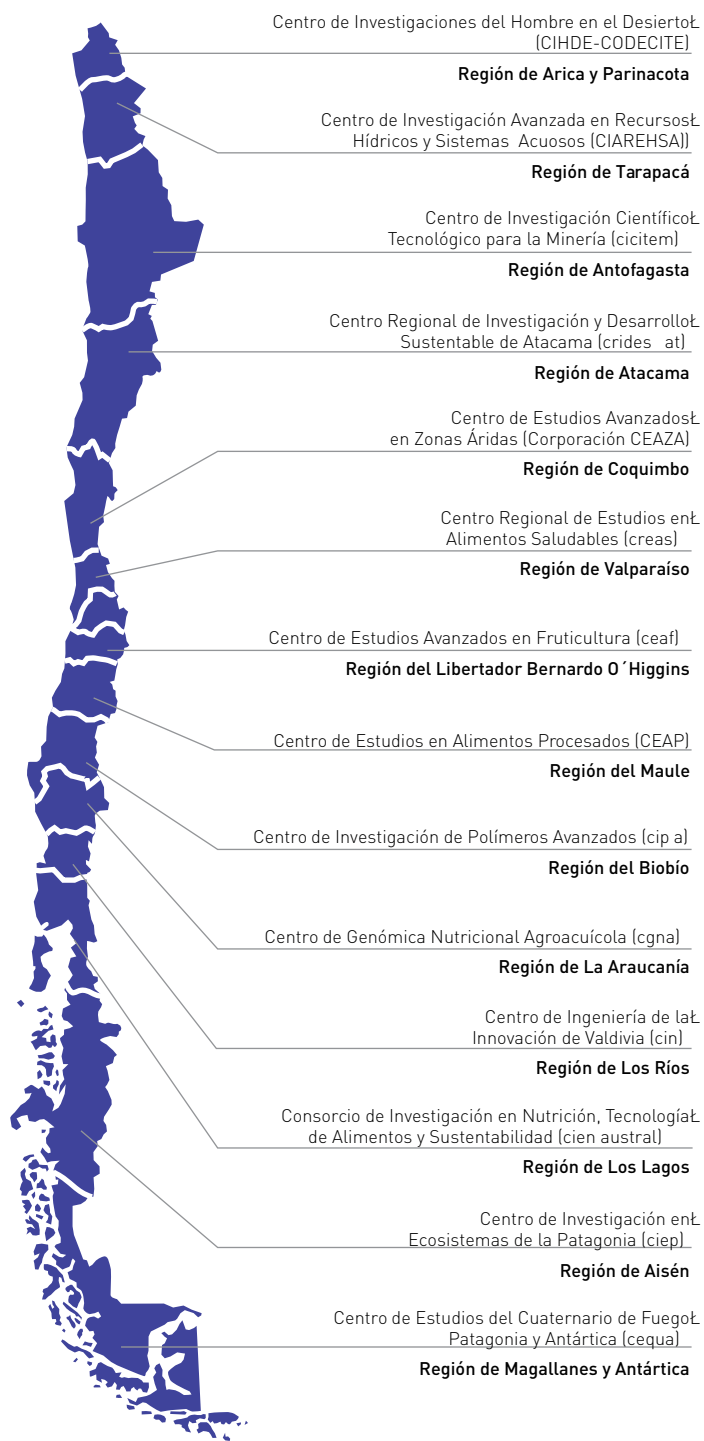 Centro de Investigaciones del Hombre en el DesiertoŁ
(CIHDE-CODECITE)
Región de Arica y Parinacota
Centro de Investigación Avanzada en RecursosŁ
Hídricos y Sistemas Acuosos (CIAREHSA))
Región de Tarapacá
Centro de Investigación CientíficoŁ
Tecnológico para la Minería (cicitem)
Región de Antofagasta
Centro Regional de Investigación y DesarrolloŁ
Sustentable de Atacama (crides at)
Región de Atacama
Centro de Estudios AvanzadosŁ
en Zonas Áridas (Corporación CEAZA)
Región de Coquimbo
Centro Regional de Estudios enŁ
Alimentos Saludables (creas)
Región de Valparaíso
Centro de Estudios Avanzados en Fruticultura (ceaf)
Región del Libertador Bernardo O´Higgins
Centro de Estudios en Alimentos Procesados (CEAP)
Región del Maule
Centro de Investigación de Polímeros Avanzados (cip a)
Región del Biobío
Centro de Genómica Nutricional Agroacuícola (cgna)
Región de La Araucanía
Centro de Ingeniería de laŁ
Innovación de Valdivia (cin)
Región de Los Ríos
Consorcio de Investigación en Nutrición, TecnologíaŁ
de Alimentos y Sustentabilidad (cien austral)
Región de Los Lagos
Centro de Investigación enŁ
Ecosistemas de la Patagonia (ciep)
Región de Aisén
Centro de Estudios del Cuaternario de FuegoŁ
Patagonia y Antártica (cequa)
Región de Magallanes y Antártica